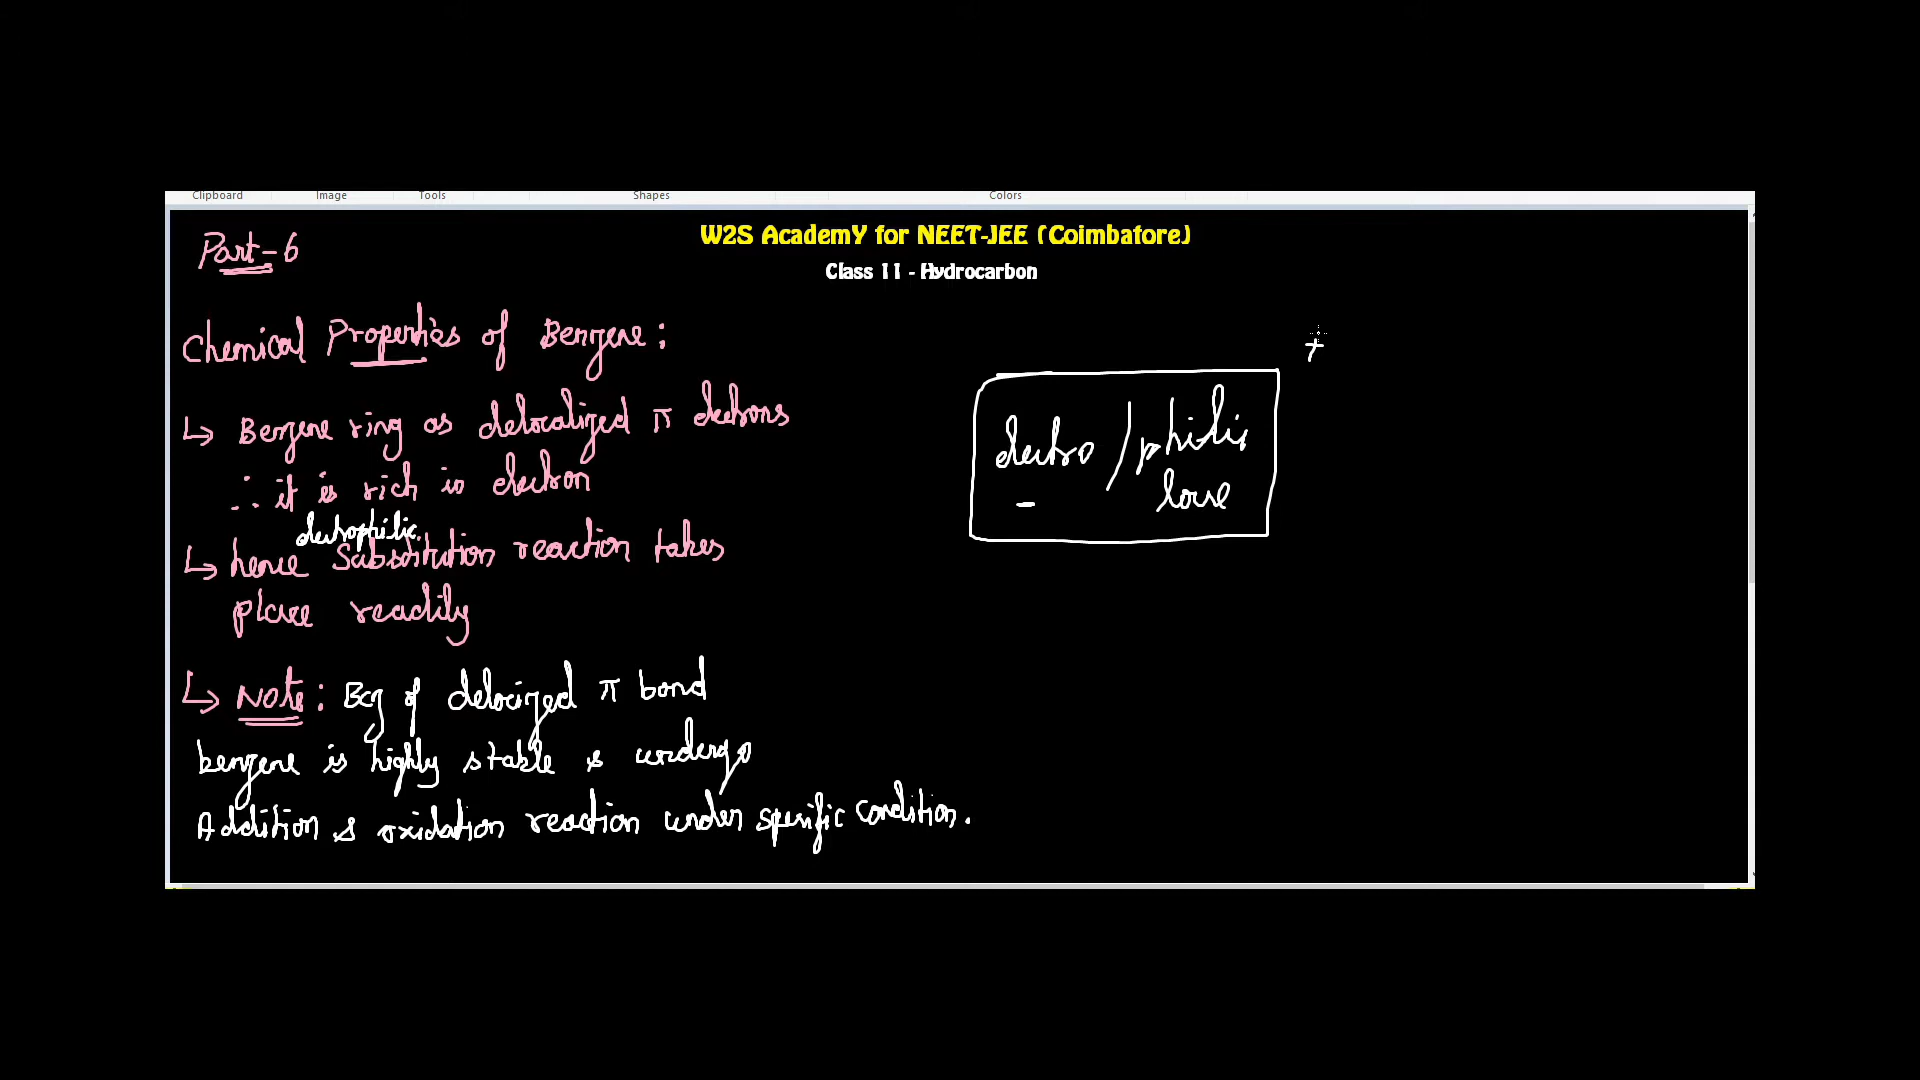 Clipboard Image Tools Shapes Colors
W2S AcademY for NEET-JEE (Coimbatore)
Class 11 - Hydrocarbon
Part-6
Chemical Properties of Benzene:
↳ Benzene ring as delocalized π electrons
∴ it is rich in electron
electrophilic
↳ hence Substitution reaction takes
place readily
↳ Note: Bcz of delocized π bond
benzene is highly stable & undergo
Addition & oxidation reaction under specific condition.
+
electro / philic
- love